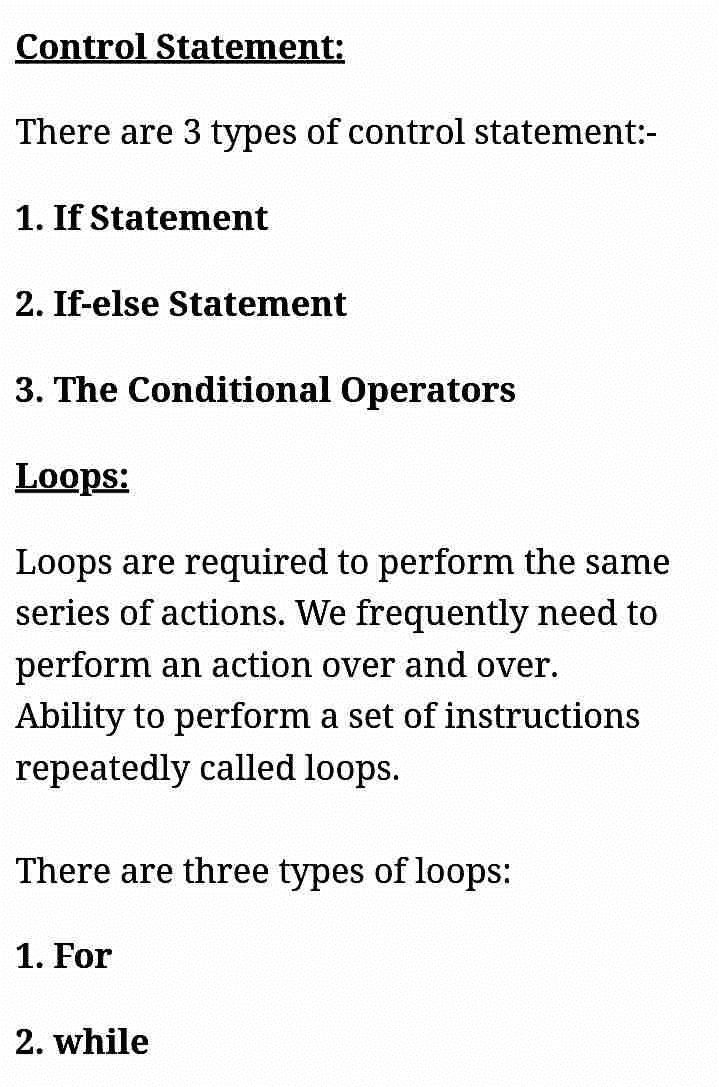 Control Statement:
There are 3 types of control statement:-
1. If Statement
2. If-else Statement
3. The Conditional Operators
Loops:
Loops are required to perform the same
series of actions. We frequently need to
perform an action over and over.
Ability to perform a set of instructions
repeatedly called loops.
There are three types of loops:
1. For
2. while